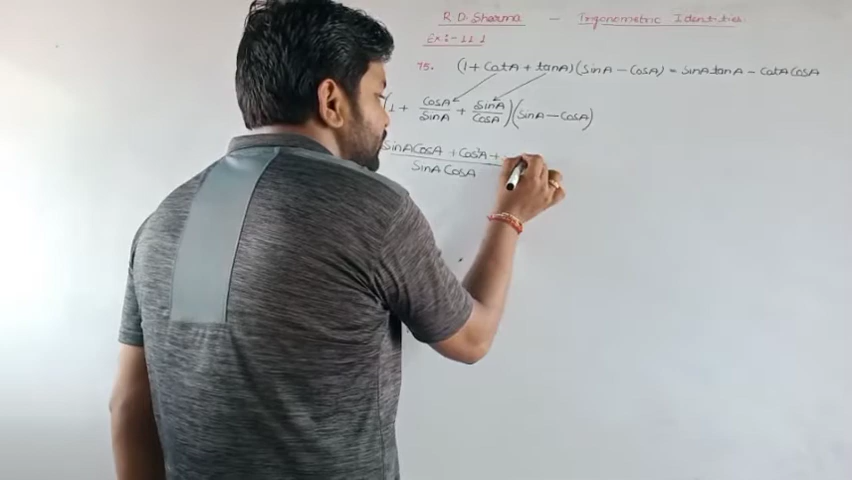 R.D. Sharma - Trigonometric Identities
Ex:- 11.1
75. (1 + CotA + tanA)(SinA - CosA) = SinA tanA - CotA CosA
(1 + CosA/SinA + SinA/CosA)(SinA - CosA)
SinA CosA + Cos²A +
SinA CosA